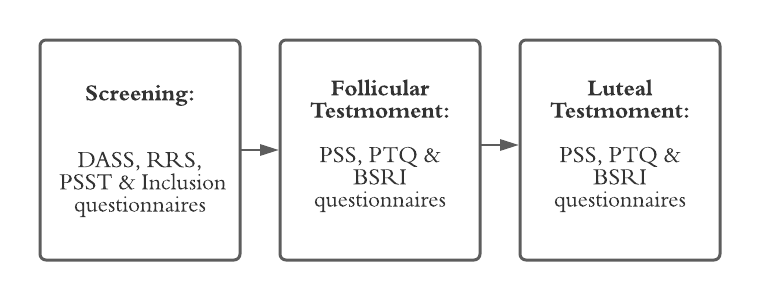 Screening:
DASS, RRS,
PSST & Inclusion
questionnaires
Follicular
Testmoment:
PSS, PTQ &
BSRI
questionnaires
Luteal
Testmoment:
PSS, PTQ &
BSRI
questionnaires